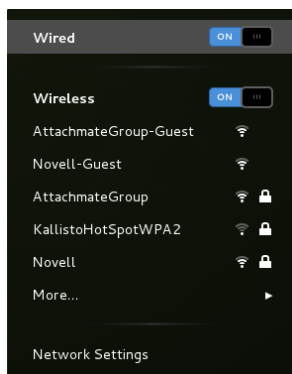 Wired ON
Wireless ON
AttachmateGroup-Guest
Novell-Guest
AttachmateGroup
KallistoHotSpotWPA2
Novell
More...
Network Settings